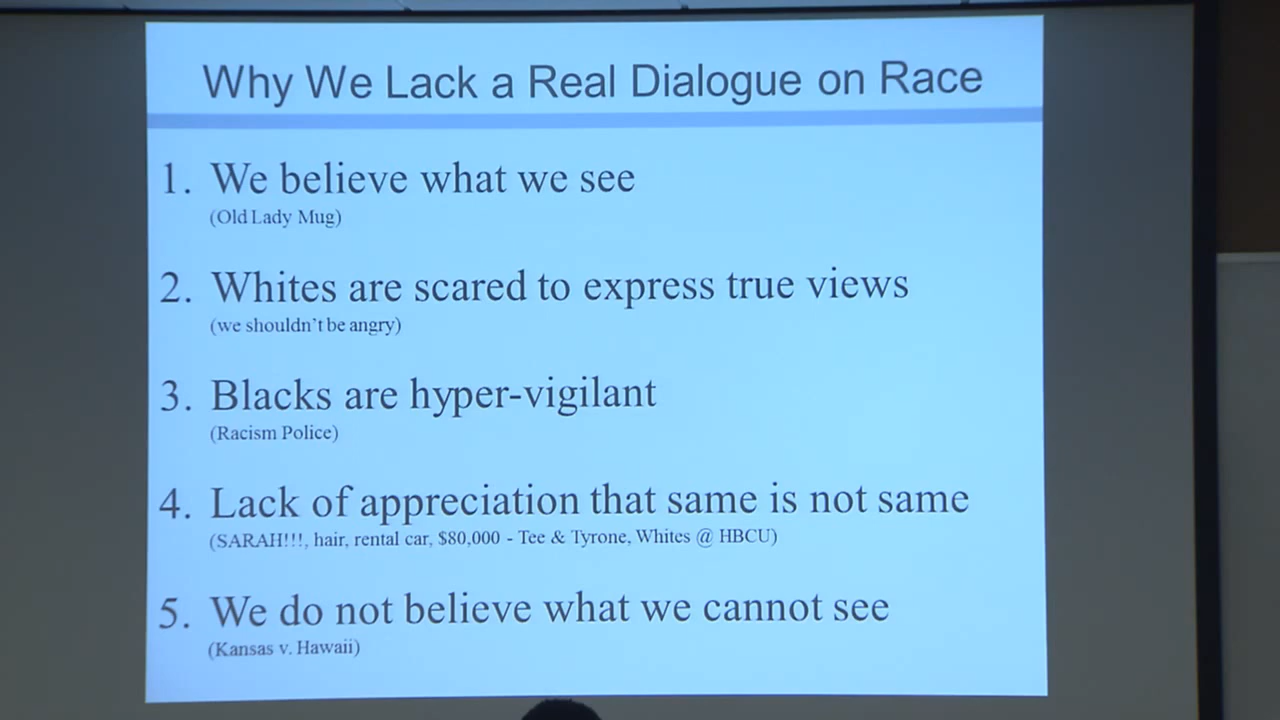 Why We Lack a Real Dialogue on Race
1. We believe what we see
(Old Lady Mug)
2. Whites are scared to express true views
(we shouldn't be angry)
3. Blacks are hyper-vigilant
(Racism Police)
4. Lack of appreciation that same is not same
(SARAH!!!, hair, rental car, $80,000 - Tee & Tyrone, Whites @ HBCU)
5. We do not believe what we cannot see
(Kansas v. Hawaii)